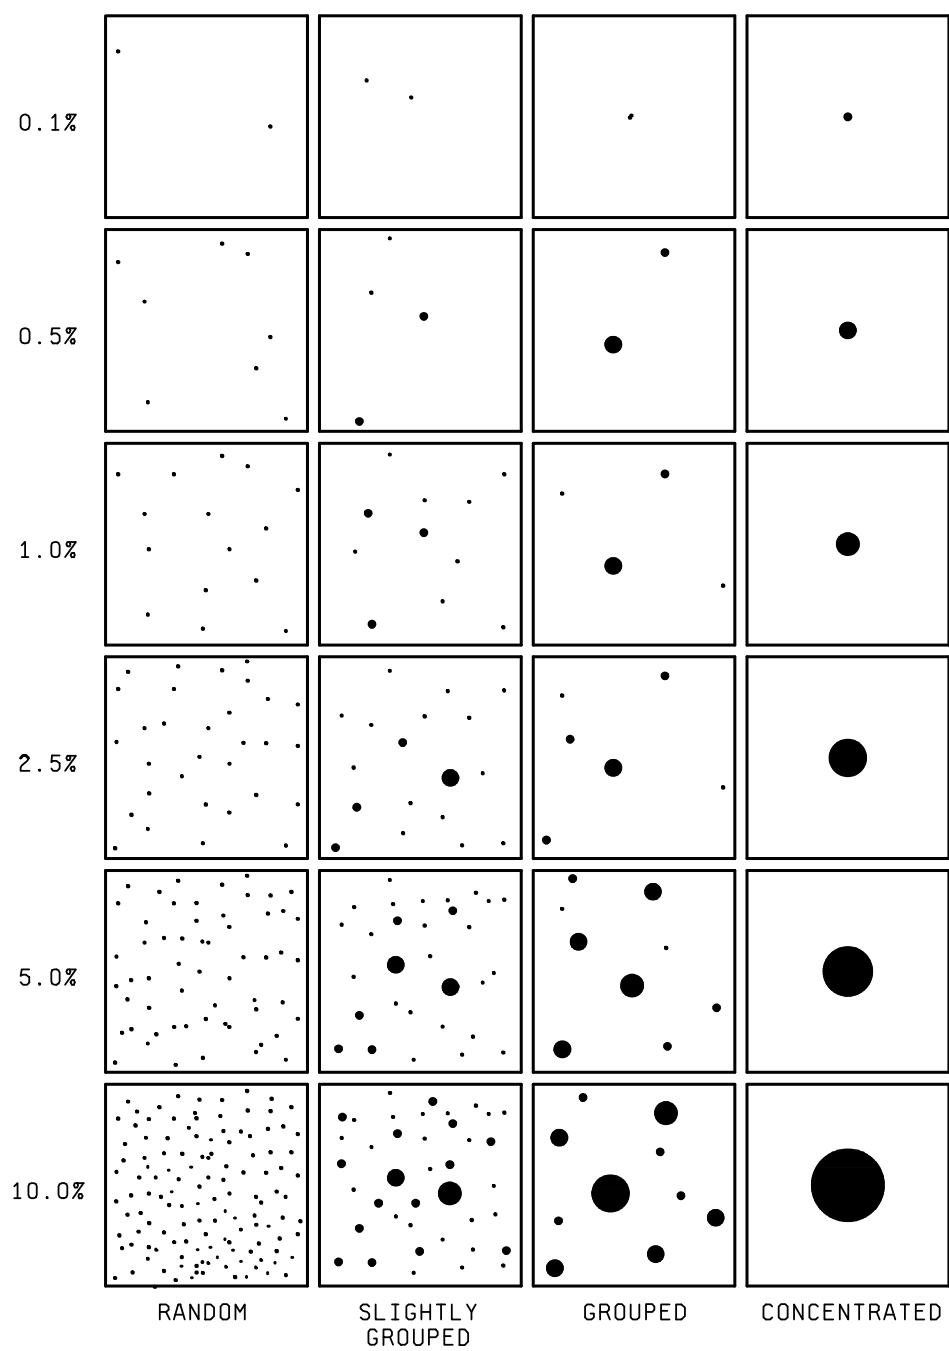 0.1%
0.5%
1.0%
2.5%
5.0%
10.0%
RANDOM
SLIGHTLY
GROUPED
GROUPED
CONCENTRATED